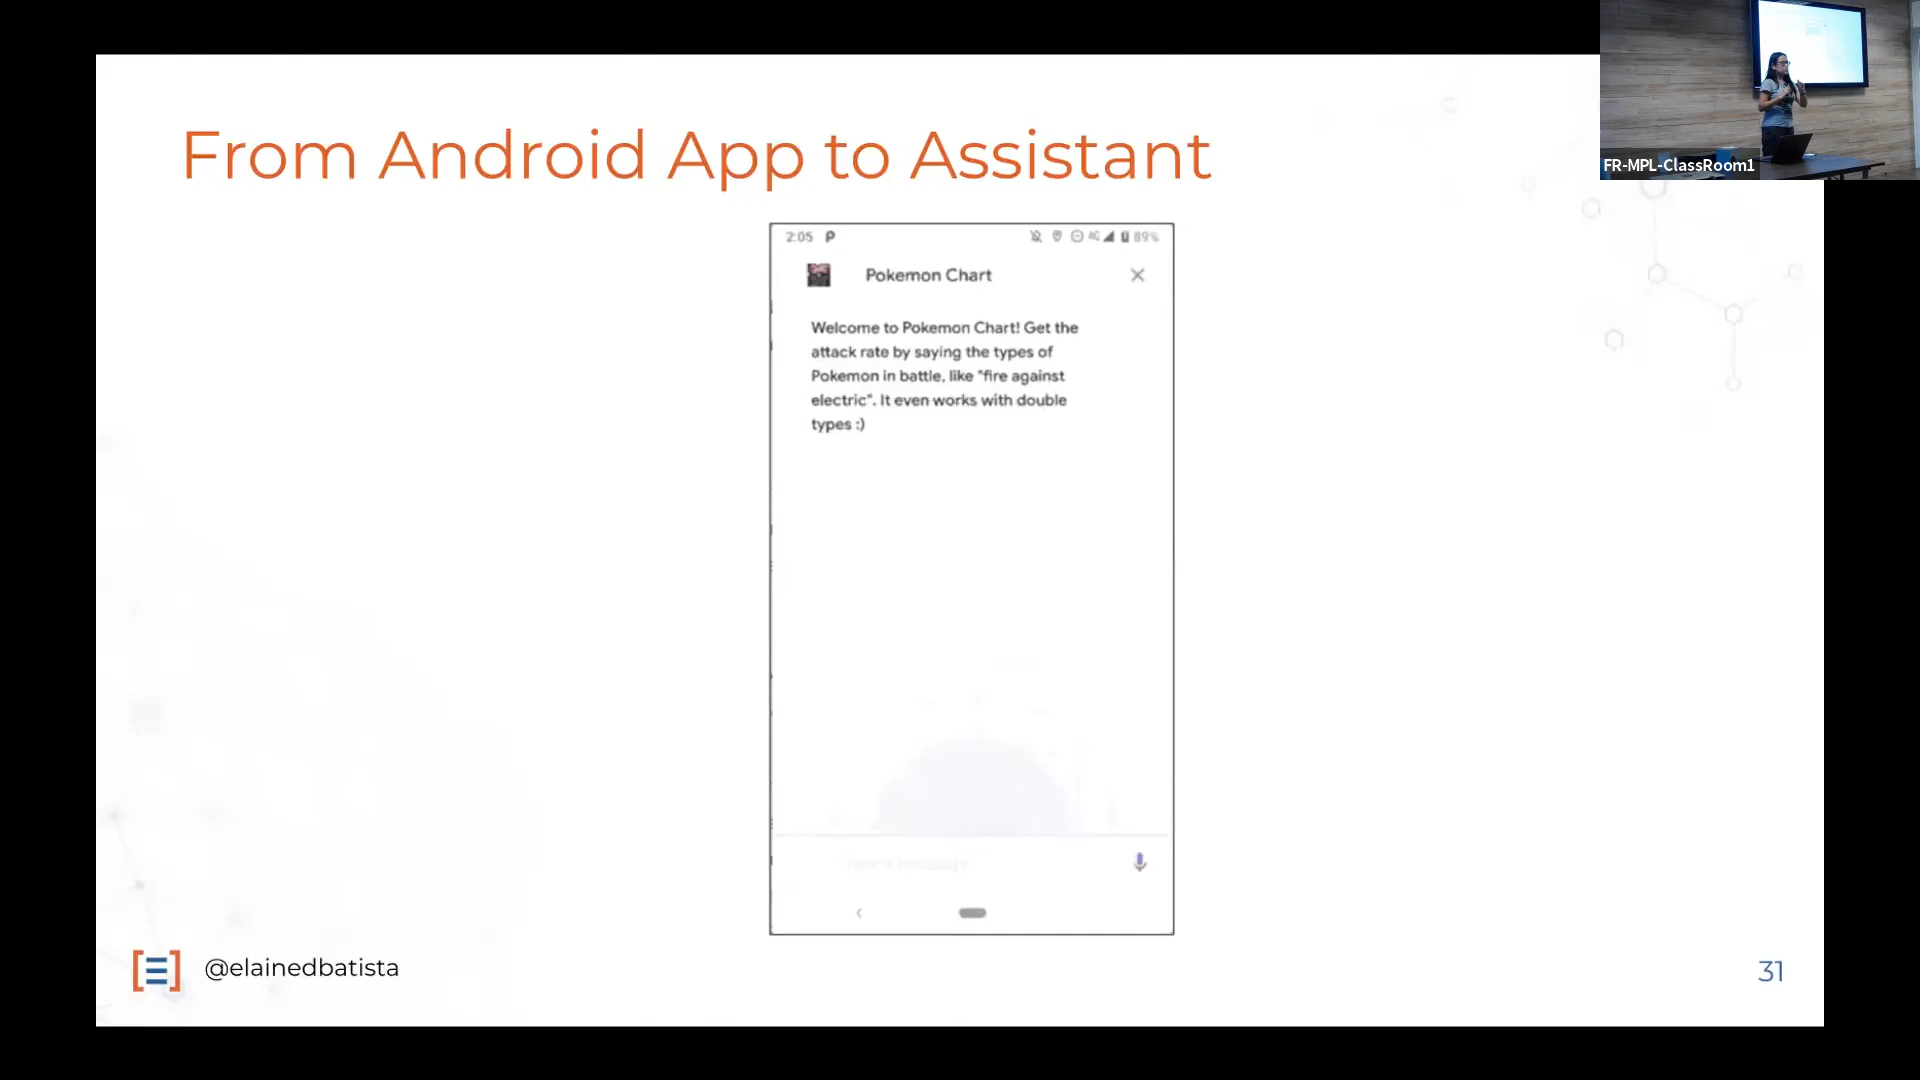 From Android App to Assistant
FR-MPL-ClassRoom1
2:05
4G 89%
Pokemon Chart
Welcome to Pokemon Chart! Get the
attack rate by saying the types of
Pokemon in battle, like "fire against
electric". It even works with double
types :)
@elainedbatista
31